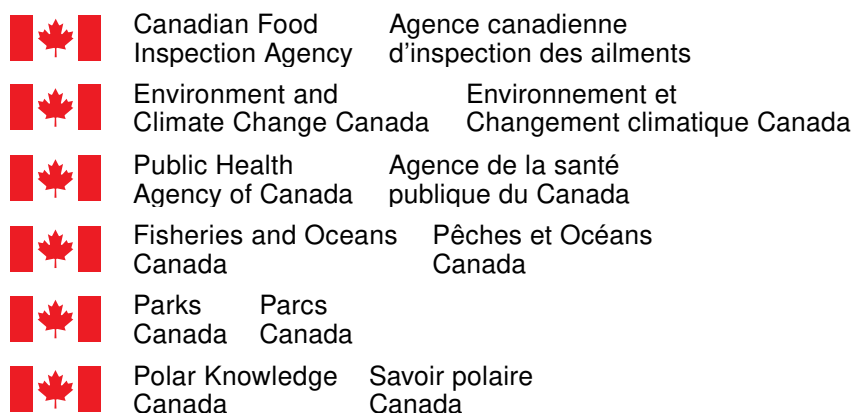 Canadian Food Agence canadienne
Inspection Agency d'inspection des ailments
Environment and Environnement et
Climate Change Canada Changement climatique Canada
Public Health Agence de la santé
Agency of Canada publique du Canada
Fisheries and Oceans Pêches et Océans
Canada Canada
Parks Parcs
Canada Canada
Polar Knowledge Savoir polaire
Canada Canada